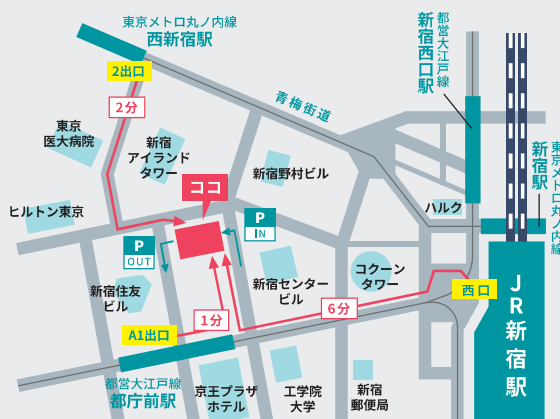 東京メトロ丸ノ内線
西新宿駅
2出口
2分
東京
医大病院
新宿
アイランド
タワー
青梅街道
都営大江戸線
新宿西口駅
東京メトロ丸ノ内線
新宿駅
新宿野村ビル
ココ
P
IN
P
OUT
ヒルトン東京
ハルク
新宿住友
ビル
新宿センター
ビル
コクーン
タワー
西口
JR新宿駅
1分
6分
A1出口
都営大江戸線
都庁前駅
京王プラザ
ホテル
工学院
大学
新宿
郵便局